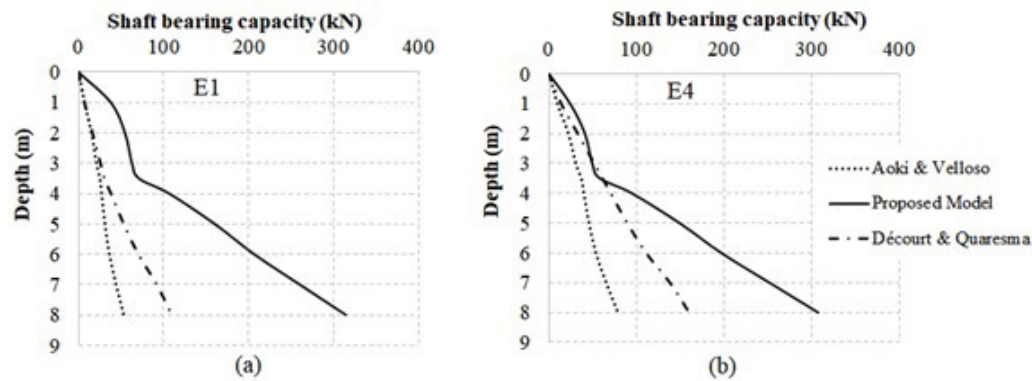 Shaft bearing capacity (kN)
0 100 200 300 400
Depth (m)
0
1
2
3
4
5
6
7
8
9
E1
(a)
Shaft bearing capacity (kN)
0 100 200 300 400
Depth (m)
0
1
2
3
4
5
6
7
8
9
E4
(b)
Aoki & Velloso
Proposed Model
Décourt & Quaresma